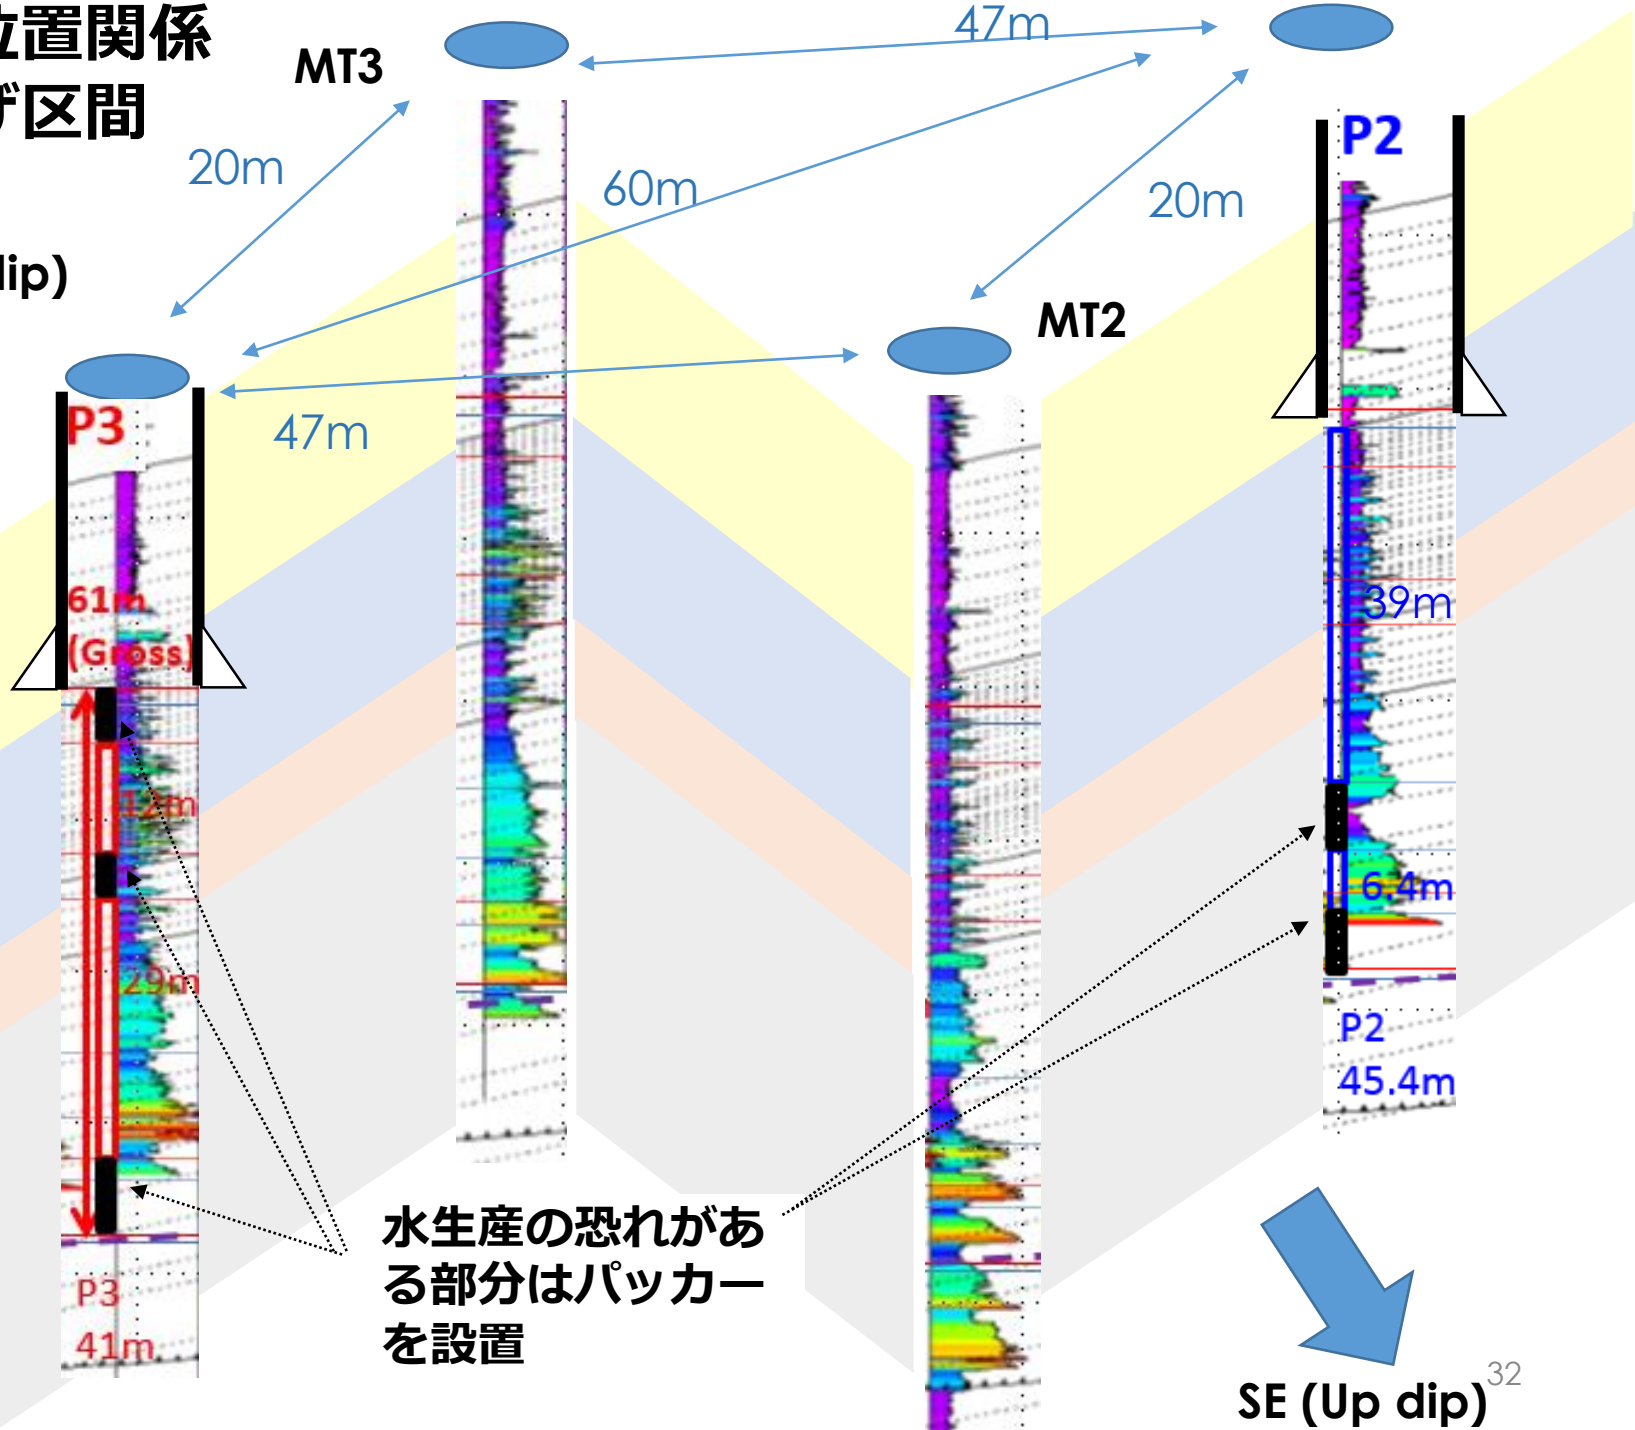 位置関係
ザ区間
MT3
47m
P2
20m
60m
20m
dip)
MT2
P3
47m
61m
(Gross)
39m
12m
6.4m
29m
P2
45.4m
水生産の恐れがあ
る部分はパッカー
を設置
P3
41m
32
SE (Up dip)